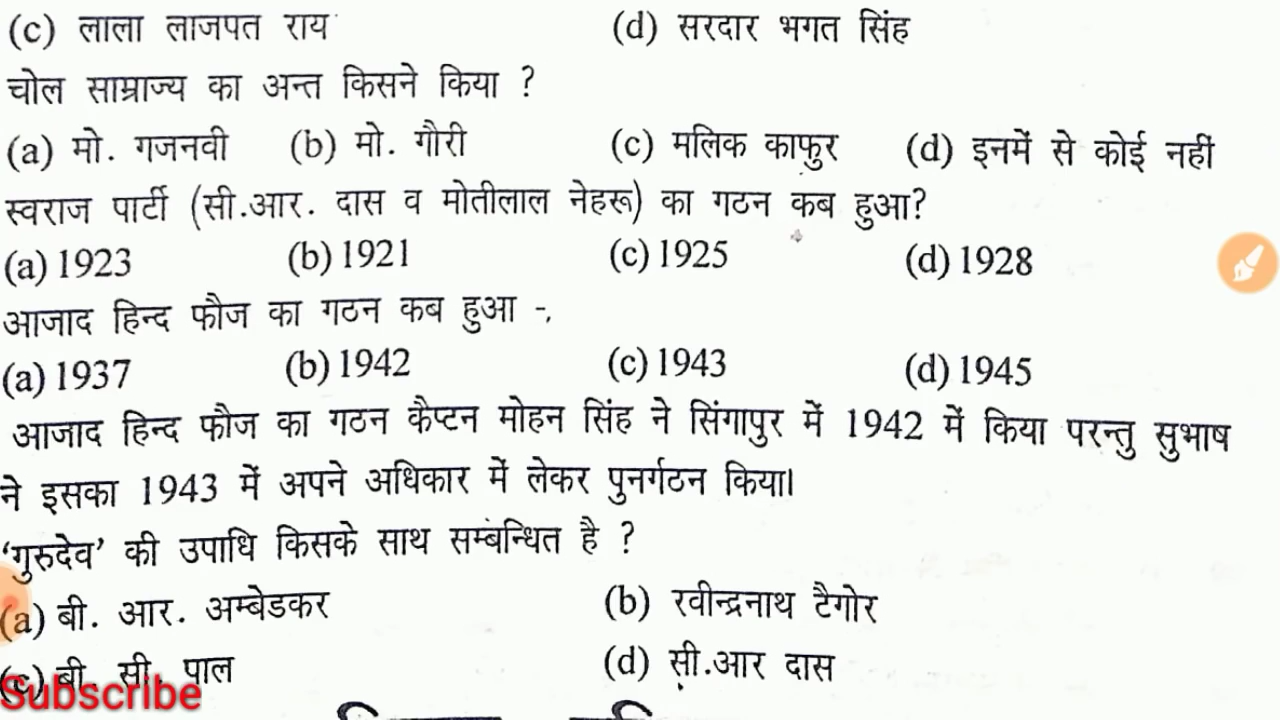 (c) लाला लाजपत राय (d) सरदार भगत सिंह
चोल साम्राज्य का अन्त किसने किया ?
(a) मो. गजनवी (b) मो. गौरी (c) मलिक काफुर (d) इनमें से कोई नहीं
स्वराज पार्टी (सी.आर. दास व मोतीलाल नेहरू) का गठन कब हुआ?
(a) 1923 (b) 1921 (c) 1925 (d) 1928
आजाद हिन्द फौज का गठन कब हुआ -,
(a) 1937 (b) 1942 (c) 1943 (d) 1945
आजाद हिन्द फौज का गठन कैप्टन मोहन सिंह ने सिंगापुर में 1942 में किया परन्तु सुभाष
ने इसका 1943 में अपने अधिकार में लेकर पुनर्गठन किया।
‘गुरुदेव’ की उपाधि किसके साथ सम्बन्धित है ?
(a) बी. आर. अम्बेडकर (b) रवीन्द्रनाथ टैगोर
(c) बी. सी. पाल (d) सी.आर दास
Subscribe